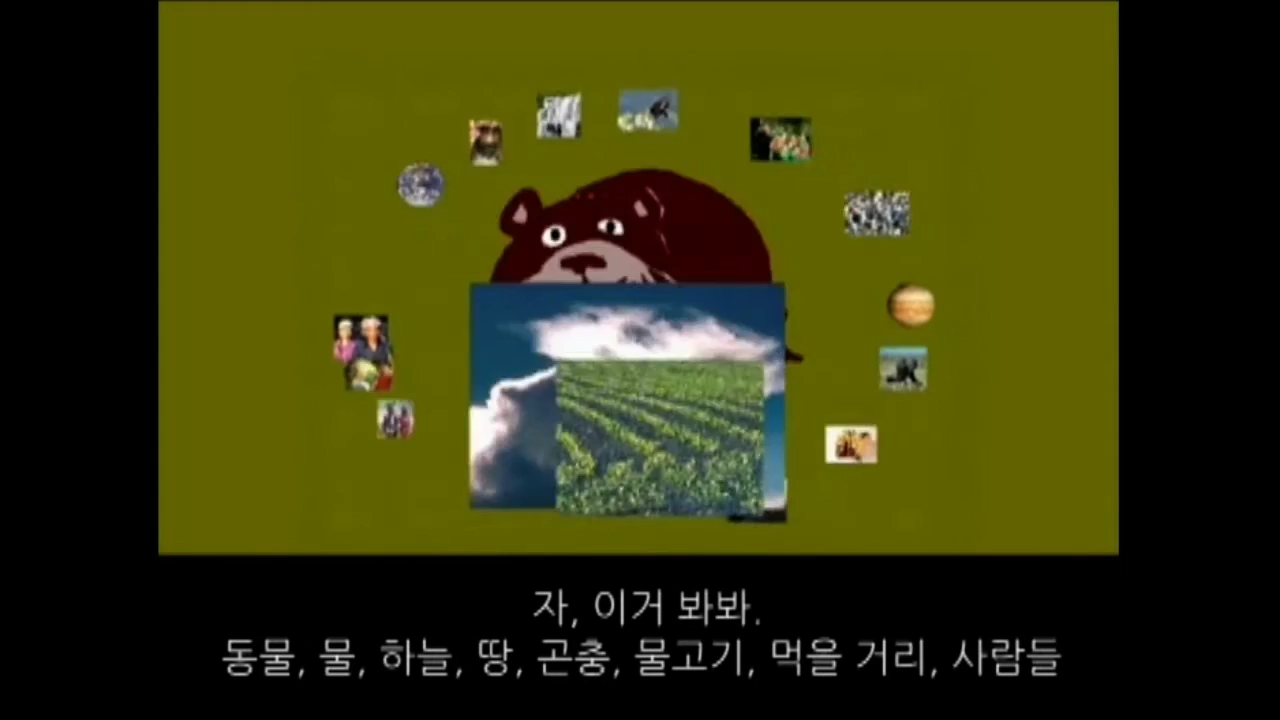 자, 이거 봐봐.
동물, 물, 하늘, 땅, 곤충, 물고기, 먹을 거리, 사람들